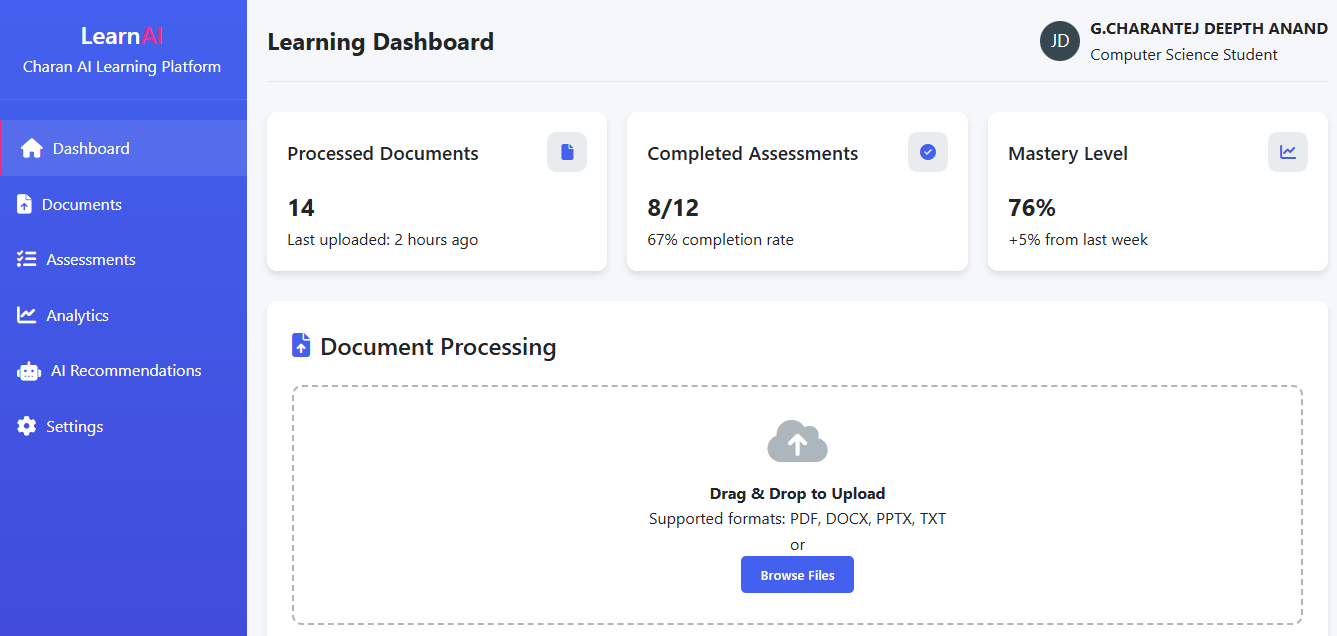 LearnAI
Charan AI Learning Platform
Dashboard
Documents
Assessments
Analytics
AI Recommendations
Settings
Learning Dashboard
JD
G.CHARANTEJ DEEPTH ANAND
Computer Science Student
Processed Documents
14
Last uploaded: 2 hours ago
Completed Assessments
8/12
67% completion rate
Mastery Level
76%
+5% from last week
Document Processing
Drag & Drop to Upload
Supported formats: PDF, DOCX, PPTX, TXT
or
Browse Files